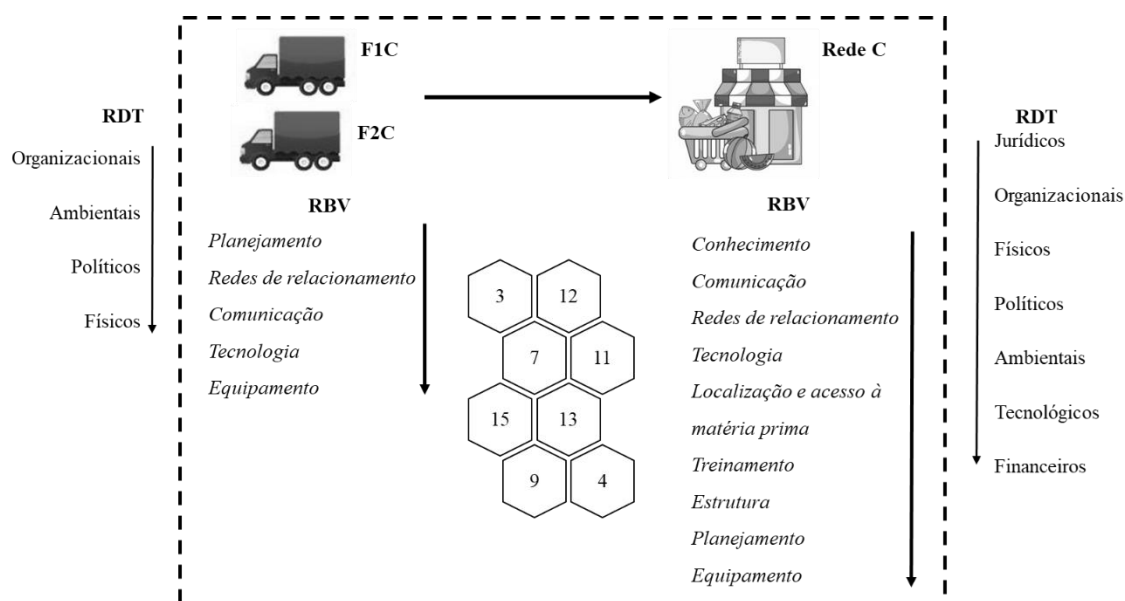 F1C
Rede C
F2C
RDT
Organizacionais
Ambientais
Políticos
Físicos
RBV
Planejamento
Redes de relacionamento
Comunicação
Tecnologia
Equipamento
3
12
7
11
15
13
9
4
RBV
Conhecimento
Comunicação
Redes de relacionamento
Tecnologia
Localização e acesso à
matéria prima
Treinamento
Estrutura
Planejamento
Equipamento
RDT
Jurídicos
Organizacionais
Físicos
Políticos
Ambientais
Tecnológicos
Financeiros